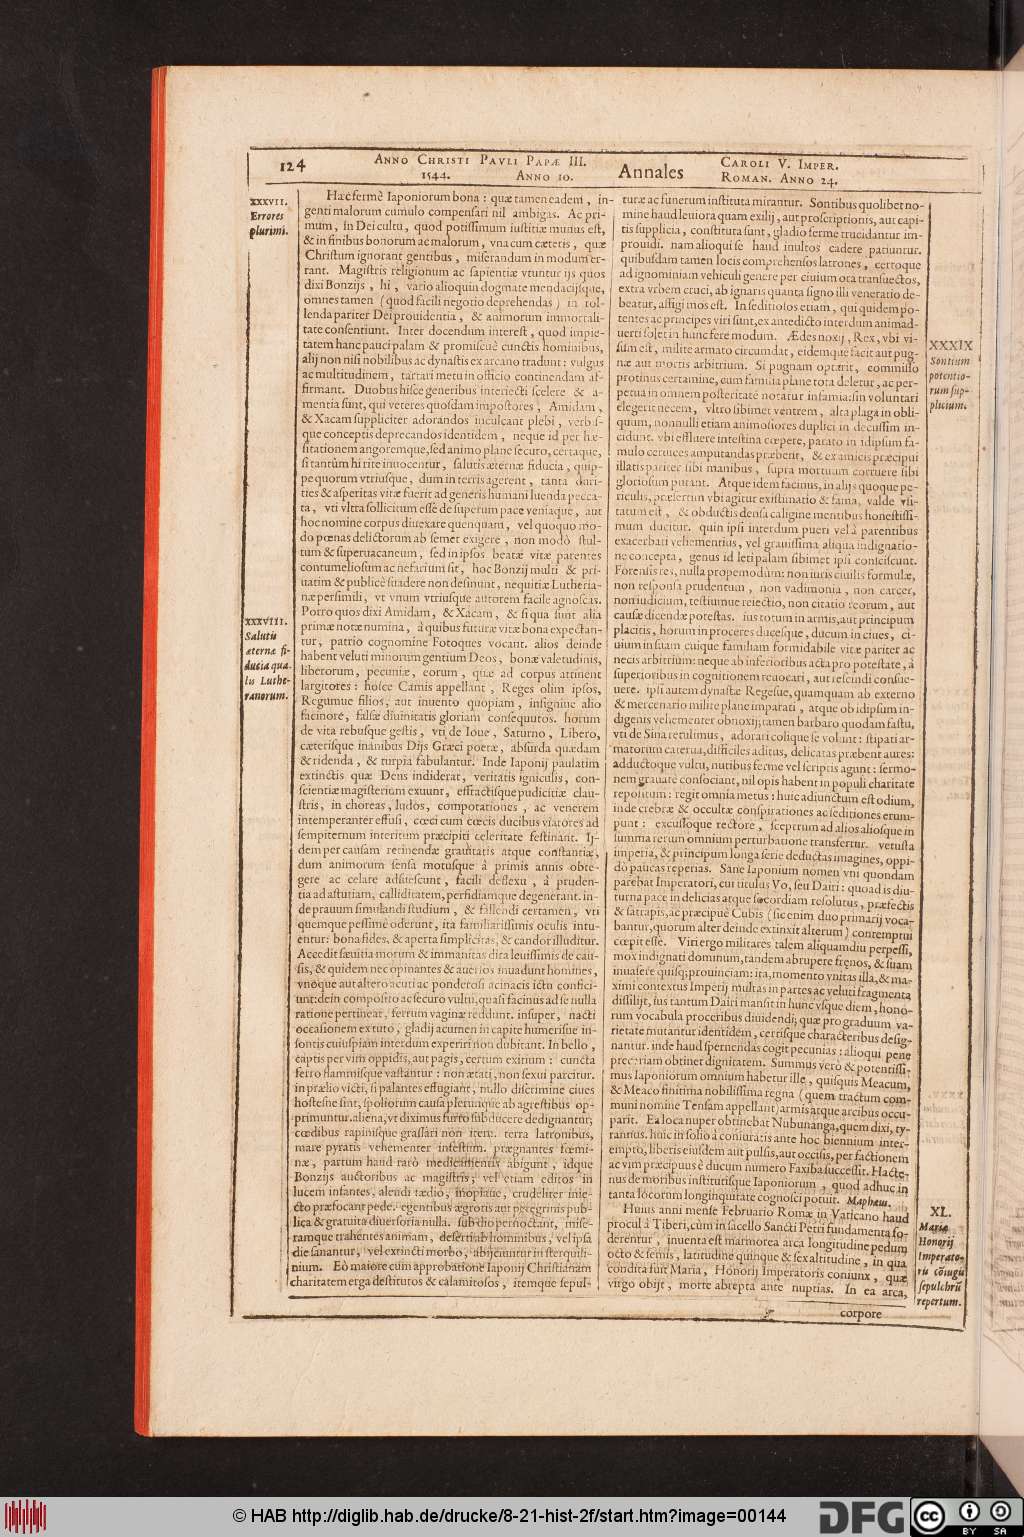 124
ANNO CHRISTI PAVLI PAPÆ III.
1544. ANNO 10.
Annales
CAROLI V. IMPER.
ROMAN. ANNO 24.
XXXVII.
Errores
plurimi.
Hæc fermè Iaponiorum bona : quæ tamen eadem, in-
genti malorum cumulo compensari nil ambigas. Ac pri-
mum, in Dei cultu, quod potissimum iustitiæ munus est,
& in finibus bonorum ac malorum, vna cum cæteris, quæ
Christum ignorant gentibus, miserandum in modum er-
rant. Magistris religionum ac sapientiæ vtuntur ijs quos
dixi Bonzijs, hi, vario alioquin dogmate mendacijsque,
omnes tamen (quod facili negotio deprehendas) in tol-
lenda pariter Dei prouidentia, & animorum immortali-
tate consentiunt. Inter docendum interest, quod impie-
tatem hanc pauci palam & promiscuè cunctis hominibus,
alij non nisi nobilibus ac dynastis ex arcano tradunt : vulgus
ac multitudinem, tartari metu in officio continendam af-
firmant. Duobus hisce generibus interiecti scelere & a-
mentia sunt, qui veteres quosdam impostores, Amidam,
& Xacam suppliciter adorandos inculcant plebi, verbis-
que conceptis deprecandos identidem, neque id per hæ-
sitationem angoremque, sed animo plane securo, certaque,
si tantùm hi rite inuocentur, salutis æternæ fiducia, quip-
pe quorum vtriusque, dum in terris agerent, tanta duri-
ties & asperitas vitæ fuerit ad generis humani luenda pecca-
ta, vti vltra sollicitum esse de superum pace veniaque, aut
hoc nomine corpus diuexare quenquam, vel quoquo mo-
do pœnas delictorum ab semet exigere, non modò stul-
tum & superuacaneum, sed in ipsos beatæ vitæ parentes
contumeliosum ac nefarium sit, hoc Bonzij multi & pri-
uatim & publicè suadere non desinunt, nequitiæ Lutheria-
næ persimili, vt vnum vtriusque autorem facile agnoscas.
XXXVIII.
Salutis
æternæ fi-
ducia qua-
lis Luthe-
ranorum.
Porro quos dixi Amidam, & Xacam, & si qua sunt alia
primæ notæ numina, à quibus futuræ vitæ bona expectan-
tur, patrio cognomine Fotoques vocant. alios deinde
habent veluti minorum gentium Deos, bonæ valetudinis,
liberorum, pecuniæ, eorum, quæ ad corpus attinent
largitores : hosce Camis appellant, Reges olim ipsos,
Regumue filios, aut inuento quopiam, insigniue alio
facinore, falsæ diuinitatis gloriam consequutos. horum
de vita rebusque gestis, vti de Ioue, Saturno, Libero,
cæterisque inanibus Dijs Græci poetæ, absurda quædam
& ridenda, & turpia fabulantur. Inde Iaponij paulatim
extinctis quæ Deus indiderat, veritatis igniculis, con-
scientiæ magisterium exuunt, effractisque pudicitiæ clau-
stris, in choreas, ludos, compotationes, ac venerem
intemperanter effusi, cœci cum cœcis ducibus viatores ad
sempiternum interitum præcipiti celeritate festinant. Ij-
dem per causam retinendæ grauitatis atque constantiæ,
dum animorum sensa motusque à primis annis obte-
gere ac celare adsuescunt, facili deflexu, à pruden-
tia ad astutiam, calliditatem, perfidiamque degenerant. in-
de prauum simulandi studium, & fallendi certamen, vti
quemque pessimè oderunt, ita familiarissimis oculis intu-
entur: bona fides, & aperta simplicitas, & candor illuditur.
Accedit sæuitia morum & immanitas dira leuissimis de cau-
sis, & quidem nec opinantes & auersos inuadunt homines,
vnoque aut altero acuti ac ponderosi acinacis ictu confici-
unt: dein composito ac securo vultu, quasi facinus ad se nulla
ratione pertineat, ferrum vaginæ reddunt. insuper, nacti
occasionem ex tuto, gladij acumen in capite humerisue in-
sontis cuiuspiam interdum experiri non dubitant. In bello,
captis per vim oppidis, aut pagis, certum exitium : cuncta
ferro flammisque vastantur : non ætati, non sexui parcitur.
in prælio victi, si palantes effugiant, nullo discrimine ciues
hostesne sint, spoliorum causa plerumque ab agrestibus op-
primuntur. aliena, vt diximus furto subducere dedignantur;
cœdibus rapinisque grassari non item. terra latronibus,
mare pyratis vehementer infestum. prægnantes fœmi-
næ, partum haud rarò medicamentis abigunt, idque
Bonzijs auctoribus ac magistris; vel etiam editos in
lucem infantes, alendi tædio, inopiaue, crudeliter inie-
cto præfocant pede. egentibus ægrotis aut peregrinis pub-
lica & gratuita diuersoria nulla. sub dio pernoctant, mise-
ramque trahentes animam, desertis ab hominibus, vel ipsa
die sanantur, vel extincti morbo, abijciuntur in sterquili-
nium. Eò maiore cum approbatione Iaponij Christianam
charitatem erga destitutos & calamitosos, itemque sepul-
turæ ac funerum instituta mirantur. Sontibus quolibet no-
mine haud leuiora quam exilij, aut proscriptionis, aut capi-
tis supplicia, constituta sunt, gladio ferme trucidantur im-
prouidi. nam alioqui se haud inultos cadere patiuntur.
quibusdam tamen locis comprehensos latrones, certoque
ad ignominiam vehiculi genere per ciuium ora transuectos,
extra vrbem cruci, ab ignaris quanta signo illi veneratio de-
beatur, affigi mos est. In seditiolos etiam, qui quidem po-
tentes ac principes viri sunt, ex antedicto interdum animad-
uerti solet in hunc fere modum. Ædes noxij, Rex, vbi vi-
sum est, milite armato circumdat, eidemque facit aut pug-
næ aut mortis arbitrium. Si pugnam optarit, commisso
protinus certamine, cum familia plane tota deletur, ac per-
petua in omnem posteritatē notatur infamia: sin voluntari
elegerit necem, vltro sibimet ventrem, alta plaga in obli-
quum, nonnulli etiam animosiores duplici in decussim in-
cidunt. vbi effluere intestina cœpere, parato in idipsum fa-
mulo ceruices amputandas præbent, & ex amicis præcipui
illatis pariter sibi manibus, supra mortuum corruere sibi
gloriosum putant. Atque idem facinus, in alijs quoque pe-
riculis, præsertim vbi agitur existimatio & fama, valde vsi-
tatum est, & obductis densa caligine mentibus honestissi-
mum ducitur. quin ipsi interdum pueri vel à parentibus
exacerbati vehementius, vel grauissima aliqua indignatio-
ne concepta, genus id leti palam sibimet ipsi consciscunt.
XXXIX
Sontium
potentio-
rum sup-
plicium.
Forensis res, nulla propemodum: non iuris ciuilis formulæ,
non responsa prudentum, non vadimonia, non carcer,
non iudicium, testiumue reiectio, non citatio reorum, aut
causæ dicendæ potestas. ius totum in armis, aut principum
placitis, horum in proceres ducesque, ducum in ciues, ci-
uium in suam cuique familiam formidabile vitæ pariter ac
necis arbitrium: neque ab inferioribus acta pro potestate, à
superioribus in cognitionem reuocati, aut rescindi consue-
uere. ipsi autem dynastæ Regesue, quamquam ab externo
& mercenario milite plane imparati, atque ob idipsum in-
digenis vehementer obnoxij; tamen barbaro quodam fastu,
vti de Sina retulimus, adorari colique se volunt: stipati ar-
matorum caterua, difficiles aditus, delicatas præbent aures:
adductoque vultu, nutibus ferme vel scriptis agunt : sermo-
nem grauatè consociant, nil opis habent in populi charitate
repositum : regit omnia metus : huic adiunctum est odium,
inde crebræ & occultæ conspirationes ac seditiones erum-
punt : excussoque rectore, sceptrum ad alios aliosque in
summa rerum omnium perturbatione transfertur. vetusta
imperia, & principum longa serie deductas imagines, oppi-
dò paucas reperias. Sane Iaponium nomen vni quondam
parebat Imperatori, cui titulus Vo, seu Dairi : quoad is diu-
turna pace in delicias atque socordiam resolutus, præfectis
& satrapis, ac præcipuè Cubis (sic enim duo primarij voca-
bantur, quorum alter deinde extinxit alterum) contemptui
cœpit esse. Viri ergo militares talem aliquamdiu perpessi,
mox indignati dominum, tandem abrupere frenos, & suam
inuasere quisq; prouinciam: ita, momento vnitas illa, & ma-
ximi contextus Imperij multas in partes ac veluti fragmenta
dissilijt, ius tantum Dairi mansit in hunc vsque diem, hono-
rum vocabula proceribus diuidendi; quæ pro graduum va-
rietate mutantur identidem, certisque characteribus desig-
nantur. inde haud spernendas cogit pecunias : alioqui pene
precariam obtinet dignitatem. Summus verò & potentissi-
mus Iaponiorum omnium habetur ille, quisquis Meacum,
& Meaco finitima nobilissima regna (quem tractum com-
muni nomine Tensam appellant) armis atque arcibus occu-
parit. Ea loca nuper obtinebat Nubunanga, quem dixi, ty-
rannus. huic in solio à coniuratis ante hoc biennium inter-
empto, liberis eiusdem aut pulsis, aut occisis, per factionem
ac vim præcipuus è ducum numero Faxiba successit. Hacte-
nus de moribus institutisque Iaponiorum, quod adhuc in
tanta locorum longinquitate cognosci potuit. Maphæus.
XL.
Mariæ
Honorij
Imperato-
ris cōiugis
sepulchrū
repertum.
Huius anni mense Februario Romæ in Vaticano haud
procul à Tiberi, cùm in sacello Sancti Petri fundamenta fo-
derentur, inuenta est marmorea arca longitudine pedum
octo & semis, latitudine quinque & sex altitudine, in qua
condita fuit Maria, Honorij Imperatoris coniunx, quæ
virgo obijt, morte abrepta ante nuptias. In ea arca,
corpore
© HAB http://diglib.hab.de/drucke/8-21-hist-2f/start.htm?image=00144
DFG
cc BY SA